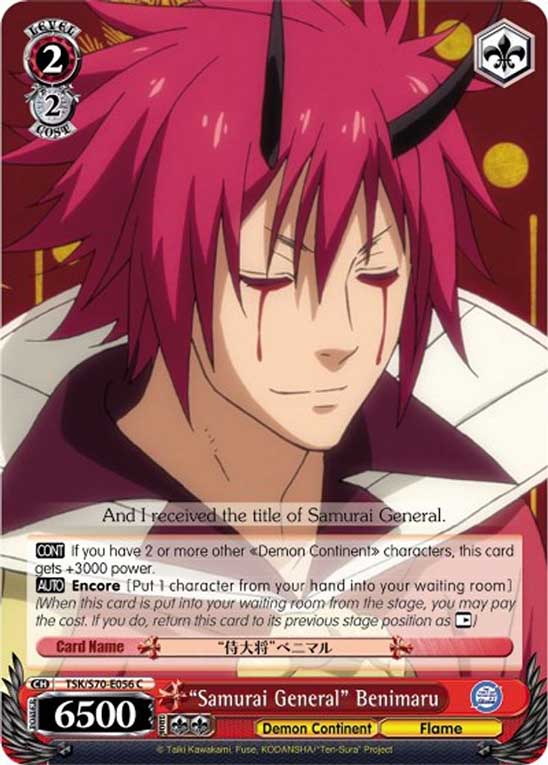 LEVEL
2
2
COST
And I received the title of Samurai General.
CONT If you have 2 or more other «Demon Continent» characters, this card
gets +3000 power.
AUTO Encore [Put 1 character from your hand into your waiting room]
(When this card is put into your waiting room from the stage, you may pay
the cost. If you do, return this card to its previous stage position as )
Card Name "侍大将"ベニマル
CH TSK/S70-E056 C
"Samurai General" Benimaru
POWER 6500 SOUL
Demon Continent Flame
© Taiki Kawakami, Fuse, KODANSHA/"Ten-Sura" Project